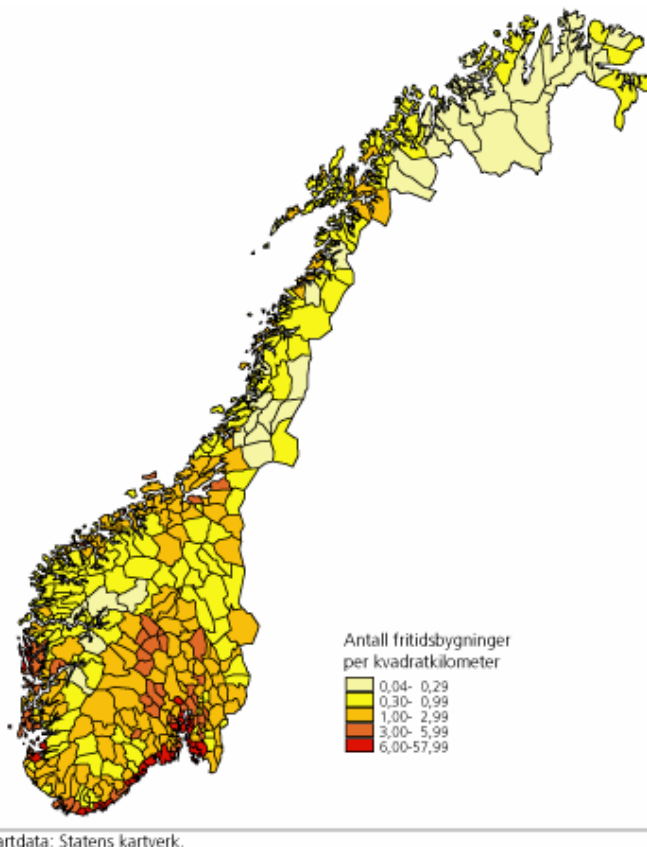 Antall fritidsbygninger
per kvadratkilometer
0,04- 0,29
0,30- 0,99
1,00- 2,99
3,00- 5,99
6,00-57,99
artdata: Statens kartverk.